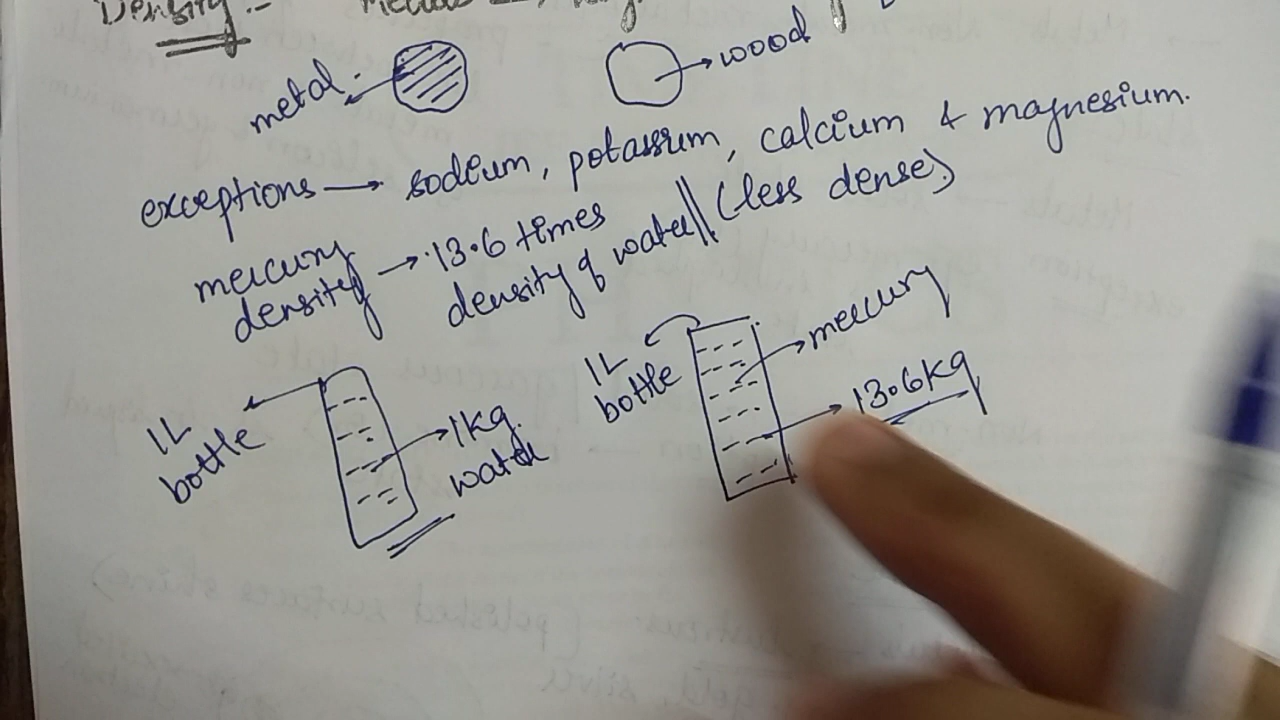 Density :-
metal.
wood
exceptions → sodium, potassium, calcium & magnesium.
(less dense)
mercury density → 13.6 times density of water
1L bottle
1kg. water
1L bottle
mercury
13.6kg